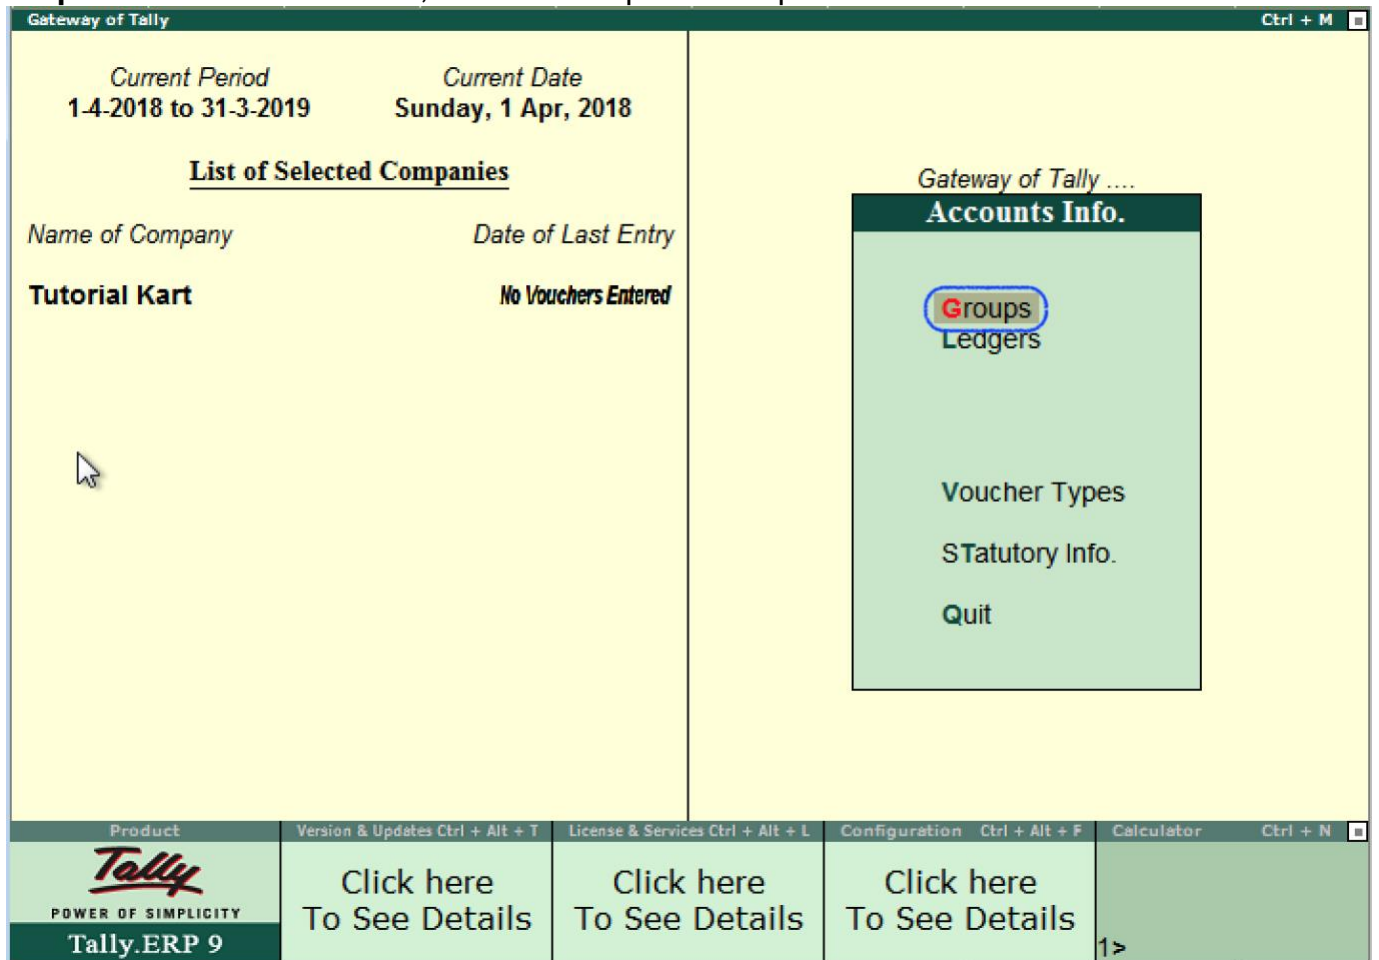 Gateway of Tally Ctrl + M
Current Period Current Date
1-4-2018 to 31-3-2019 Sunday, 1 Apr, 2018
List of Selected Companies
Name of Company Date of Last Entry
Tutorial Kart No Vouchers Entered
Gateway of Tally ....
Accounts Info.
Groups
Ledgers
Voucher Types
STatutory Info.
Quit
Product Version & Updates Ctrl + Alt + T License & Services Ctrl + Alt + L Configuration Ctrl + Alt + F Calculator Ctrl + N
Tally
POWER OF SIMPLICITY
Tally.ERP 9
Click here
To See Details
Click here
To See Details
Click here
To See Details
1>